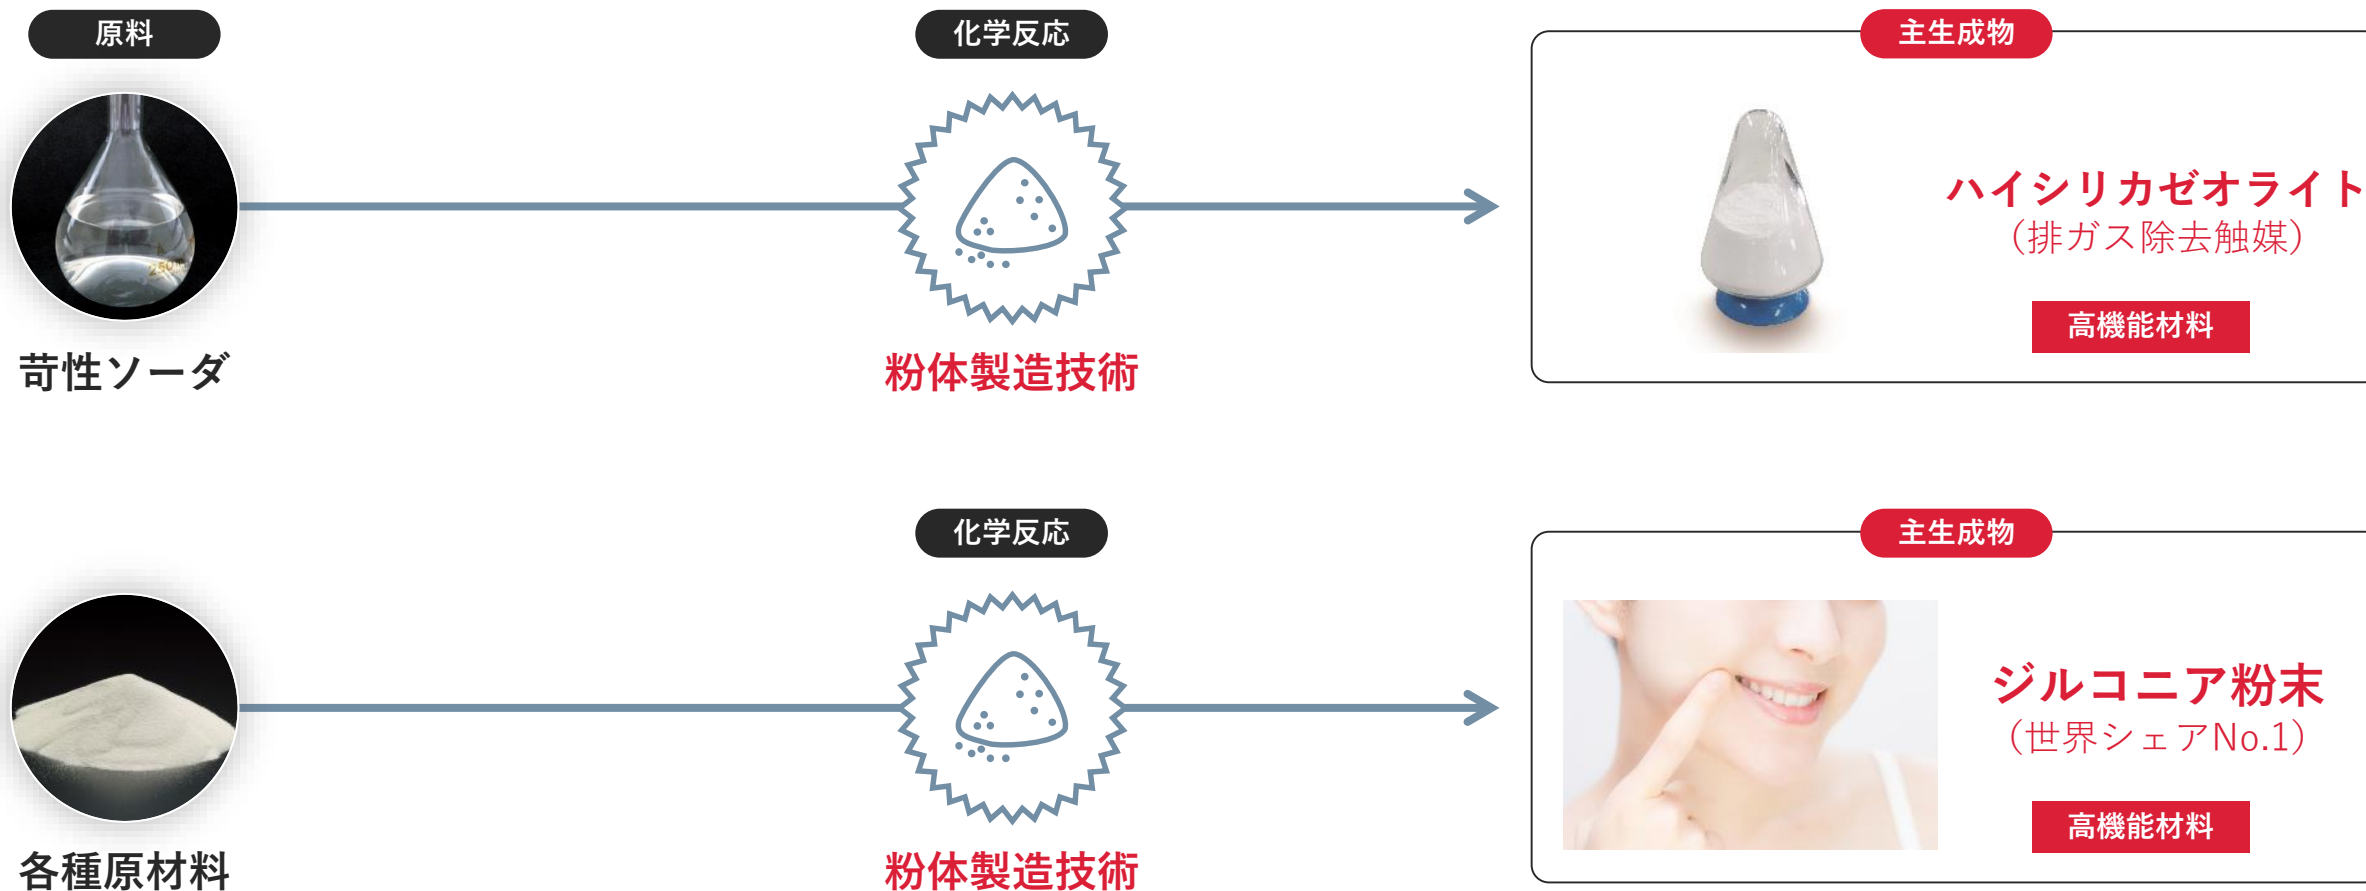 原料
化学反応
主生成物
250
ハイシリカゼオライト
（排ガス除去触媒）
高機能材料
苛性ソーダ
粉体製造技術
化学反応
主生成物
ジルコニア粉末
（世界シェアNo.1）
高機能材料
各種原材料
粉体製造技術